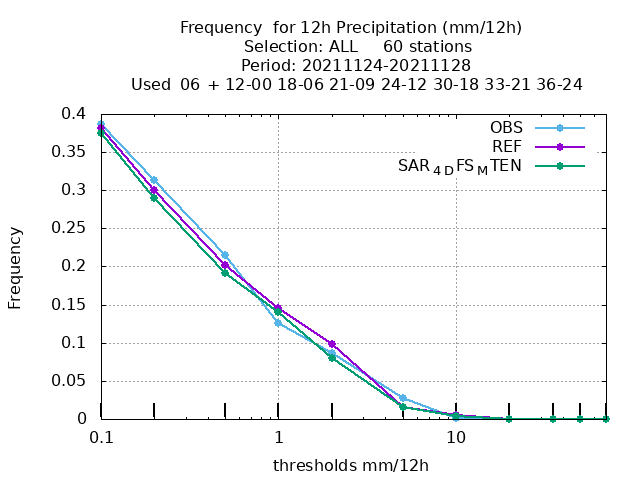 Frequency  for 12h Precipitation (mm/12h)
Selection: ALL     60 stations
Period: 20211124-20211128
Used  06 + 12-00 18-06 21-09 24-12 30-18 33-21 36-24
OBS
REF
SAR4DFSMTEN
Frequency
0.4
0.35
0.3
0.25
0.2
0.15
0.1
0.05
0
0.1 1 10
thresholds mm/12h